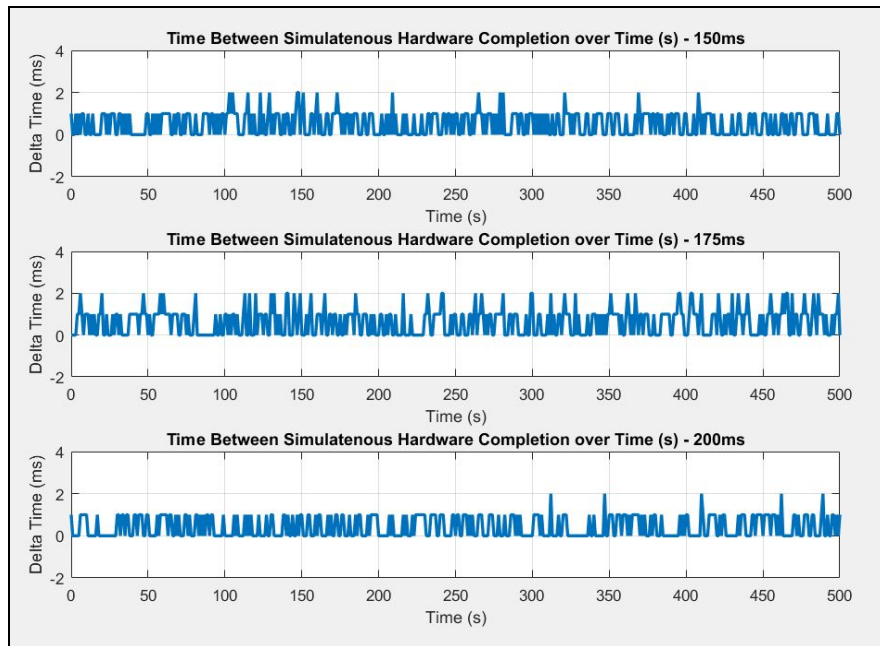 Time Between Simulatenous Hardware Completion over Time (s) - 150ms
4
2
0
-2
Delta Time (ms)
0 50 100 150 200 250 300 350 400 450 500
Time (s)
Time Between Simulatenous Hardware Completion over Time (s) - 175ms
4
2
0
-2
Delta Time (ms)
0 50 100 150 200 250 300 350 400 450 500
Time (s)
Time Between Simulatenous Hardware Completion over Time (s) - 200ms
4
2
0
-2
Delta Time (ms)
0 50 100 150 200 250 300 350 400 450 500
Time (s)